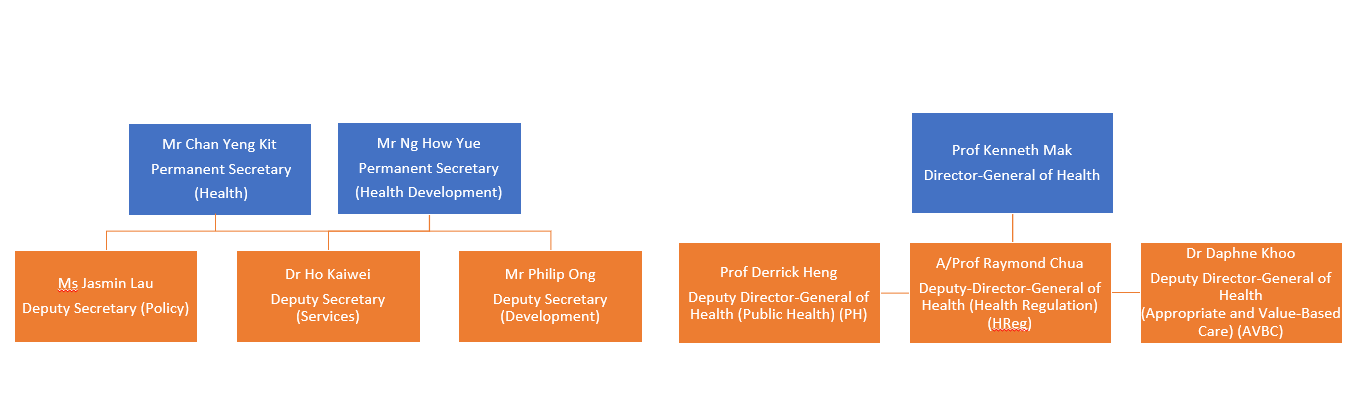 Mr Chan Yeng Kit
Permanent Secretary
(Health)
Mr Ng How Yue
Permanent Secretary
(Health Development)
Prof Kenneth Mak
Director-General of Health
Ms Jasmin Lau
Deputy Secretary (Policy)
Dr Ho Kaiwei
Deputy Secretary
(Services)
Mr Philip Ong
Deputy Secretary
(Development)
Prof Derrick Heng
Deputy Director-General of
Health (Public Health) (PH)
A/Prof Raymond Chua
Deputy-Director-General of
Health (Health Regulation)
(HReg)
Dr Daphne Khoo
Deputy Director-General of
Health
(Appropriate and Value-Based
Care) (AVBC)